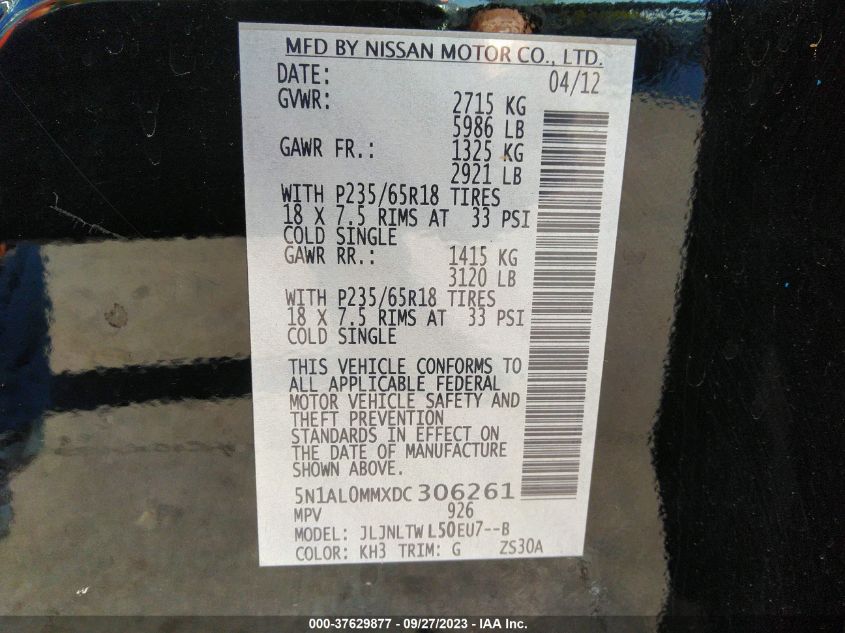 MFD BY NISSAN MOTOR CO., LTD.
DATE: 04/12
GVWR: 2715 KG
5986 LB
GAWR FR.: 1325 KG
2921 LB
WITH P235/65R18 TIRES
18 X 7.5 RIMS AT 33 PSI
COLD SINGLE
GAWR RR.: 1415 KG
3120 LB
WITH P235/65R18 TIRES
18 X 7.5 RIMS AT 33 PSI
COLD SINGLE
THIS VEHICLE CONFORMS TO
ALL APPLICABLE FEDERAL
MOTOR VEHICLE SAFETY AND
THEFT PREVENTION
STANDARDS IN EFFECT ON
THE DATE OF MANUFACTURE
SHOWN ABOVE.
5N1AL0MMXDC306261
MPV 926
MODEL: JLJNLTW L50EU7--B
COLOR: KH3 TRIM: G ZS30A
000-37629877 - 09/27/2023 - IAA Inc.